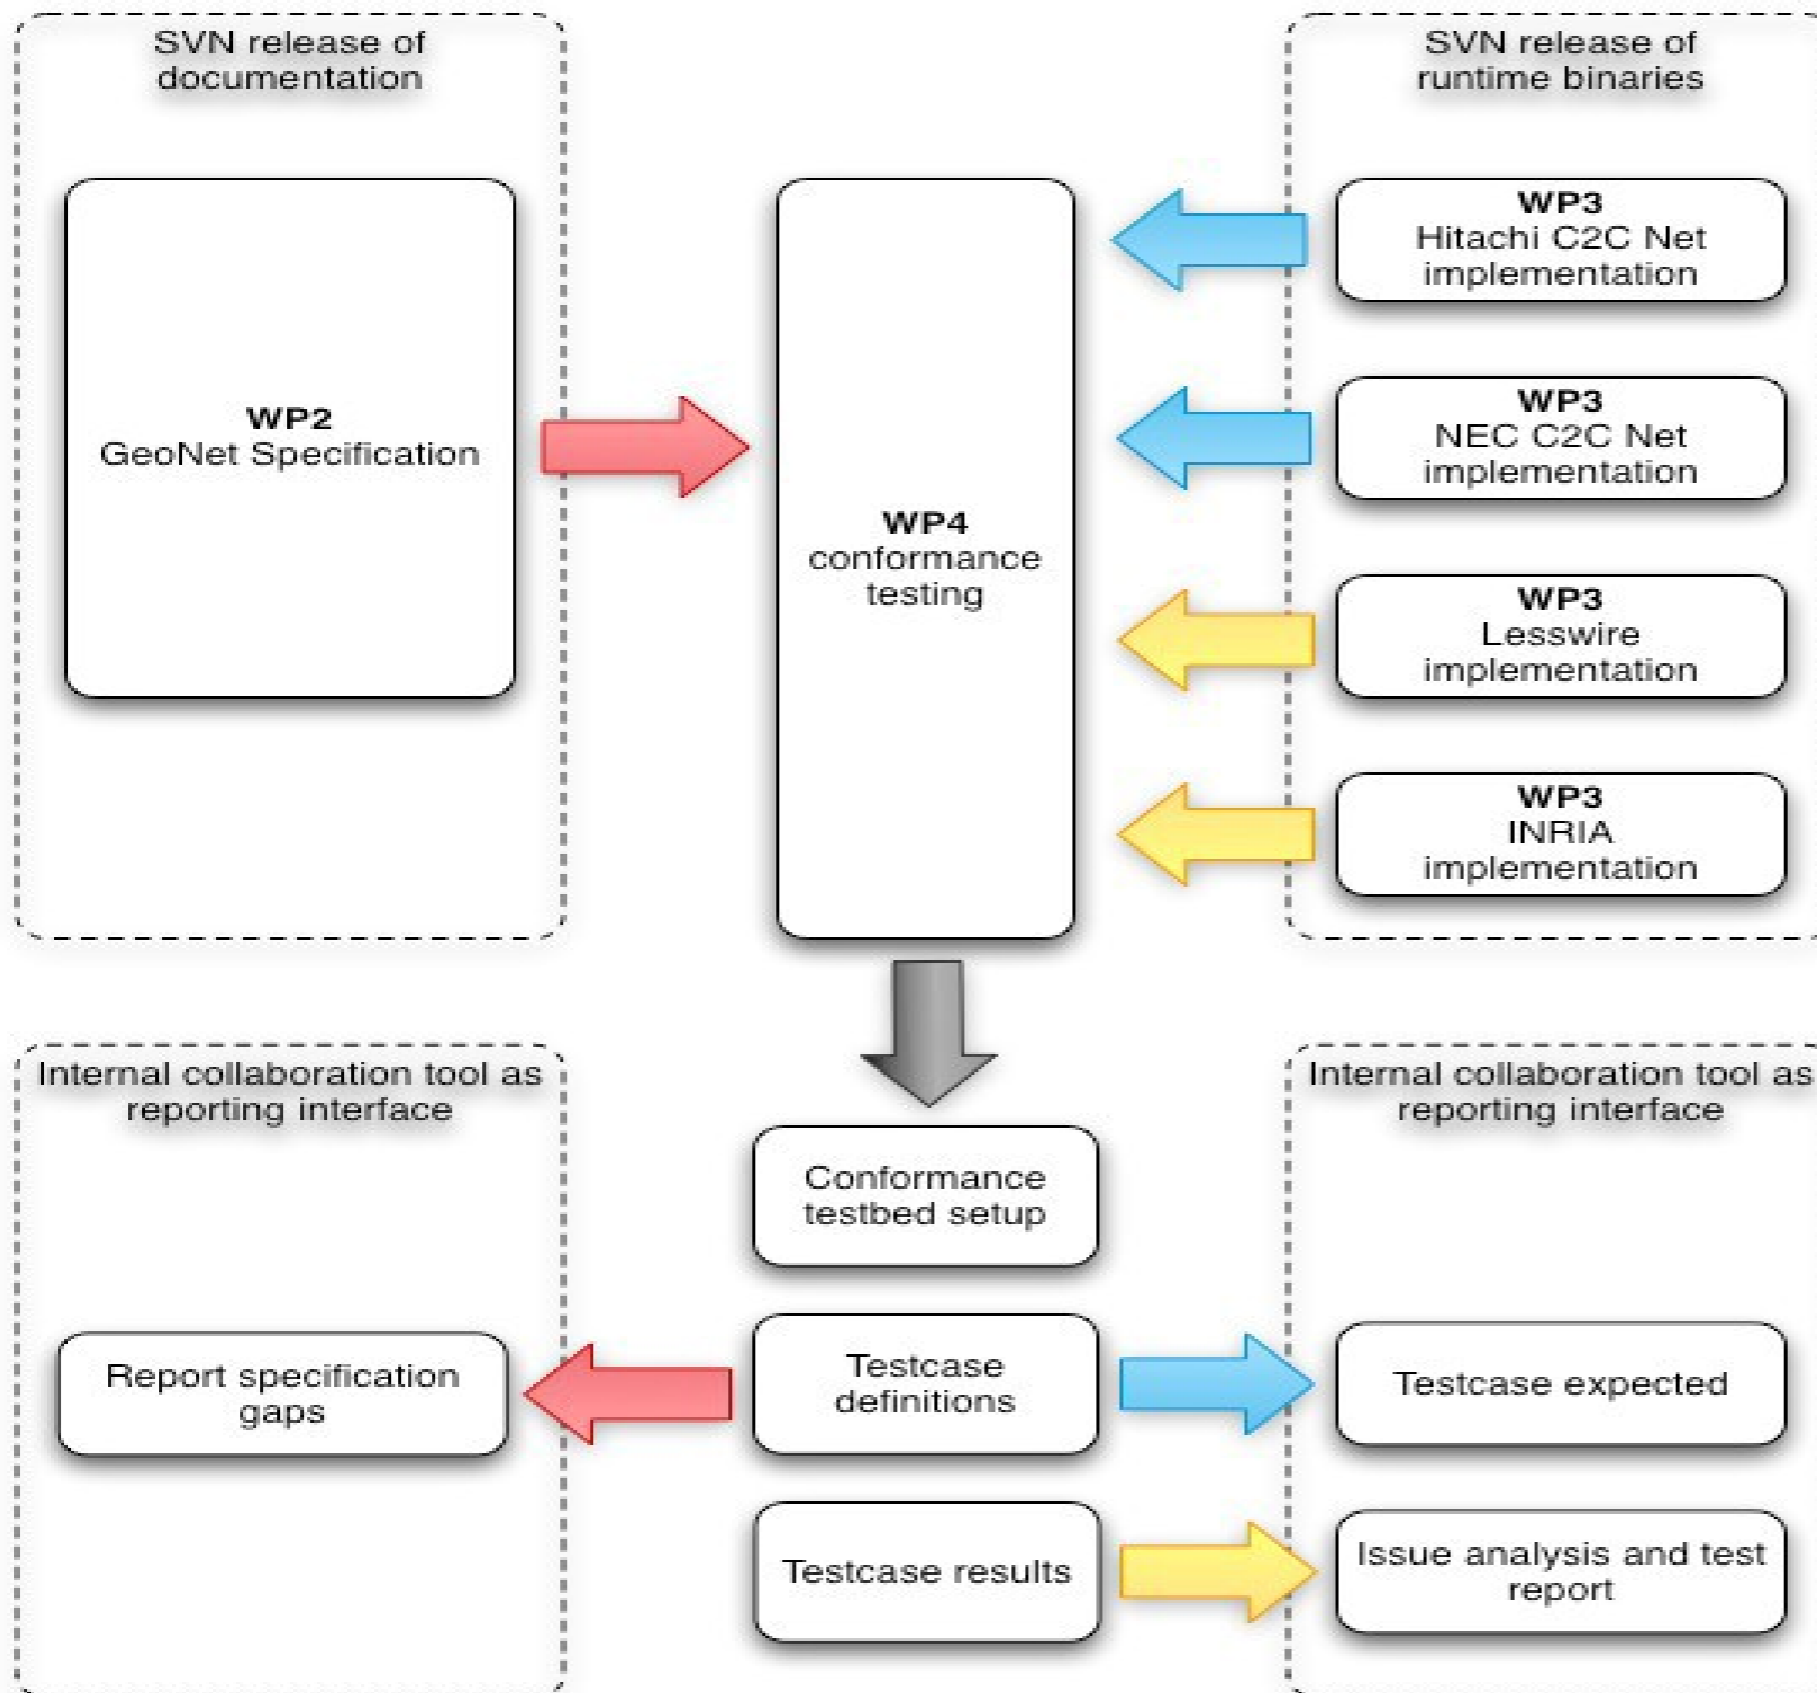 SVN release of
documentation
SVN release of
runtime binaries
WP2
GeoNet Specification
WP4
conformance
testing
WP3
Hitachi C2C Net
implementation
WP3
NEC C2C Net
implementation
WP3
Lesswire
implementation
WP3
INRIA
implementation
Internal collaboration tool as
reporting interface
Internal collaboration tool as
reporting interface
Conformance
testbed setup
Report specification
gaps
Testcase
definitions
Testcase expected
Testcase results
Issue analysis and test
report